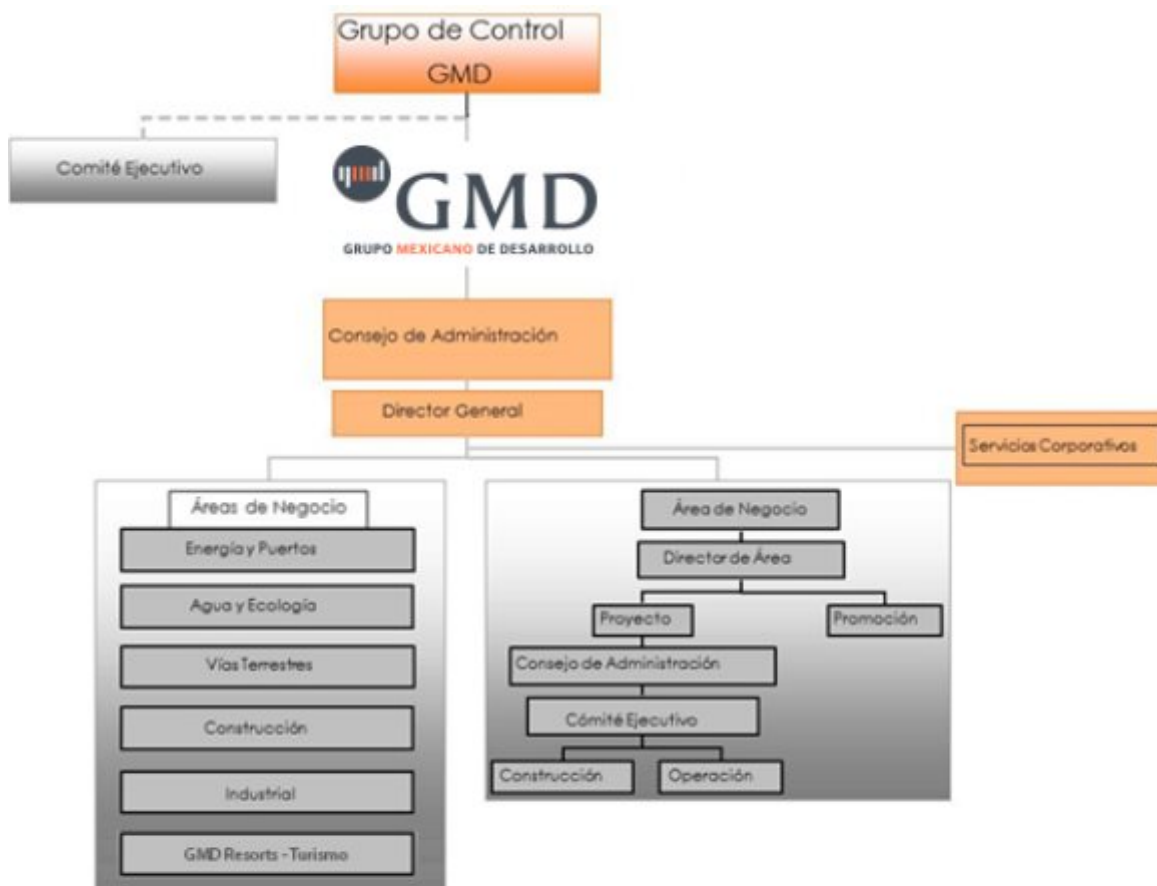 Grupo de Control
GMD
Comité Ejecutivo
gmd
GMD
GRUPO MEXICANO DE DESARROLLO
Consejo de Administración
Director General
Servicios Corporativos
Áreas de Negocio
Energía y Puertos
Agua y Ecología
Vías Terrestres
Construcción
Industrial
GMD Resorts - Turismo
Área de Negocio
Director de Área
Proyecto
Promoción
Consejo de Administración
Cómité Ejecutivo
Construcción
Operación